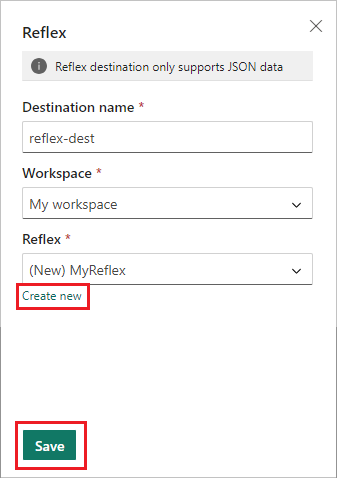 Reflex
Reflex destination only supports JSON data
Destination name *
reflex-dest
Workspace *
My workspace
Reflex *
(New) MyReflex
Create new
Save